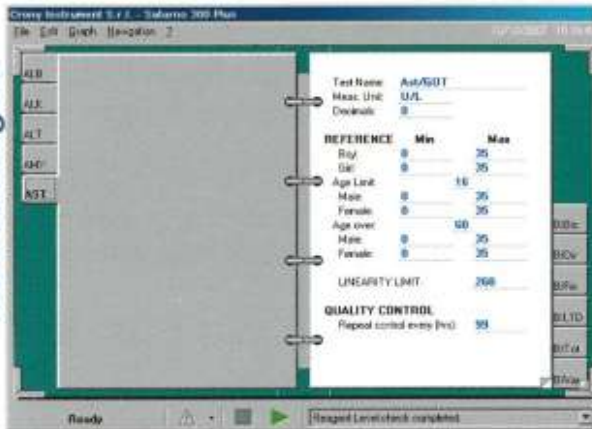 Crony Instrument S.r.l. - Saturno 300 Plus
File Edit Graph Navigation ?
ALB
ALK
ALT
AMY
AST
Test Name: Ast/GOT
Meas. Unit: U/L
Decimals: 0
REFERENCE Min Max
Boy: 0 35
Girl: 0 35
Age Limit: 16
Male: 0 35
Female: 0 35
Age over: 60
Male: 0 35
Female: 0 35
LINEARITY LIMIT: 260
QUALITY CONTROL
Repeat control every (hrs): 99
Ready
Reagent Level check completed.